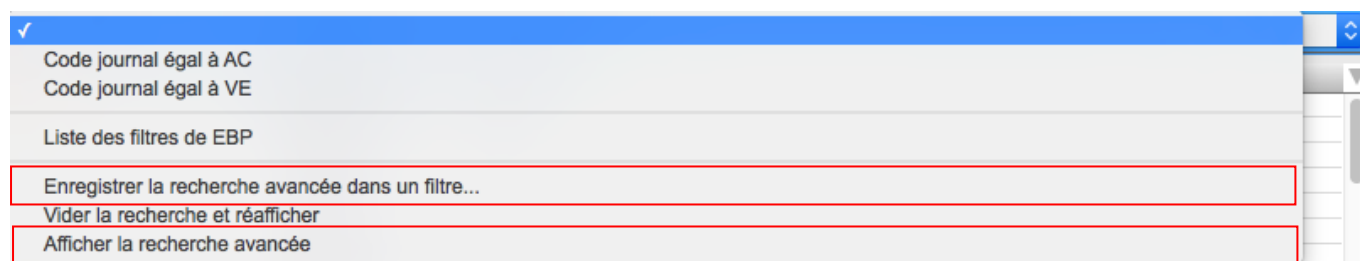 ✓
Code journal égal à AC
Code journal égal à VE
Liste des filtres de EBP
Enregistrer la recherche avancée dans un filtre...
Vider la recherche et réafficher
Afficher la recherche avancée